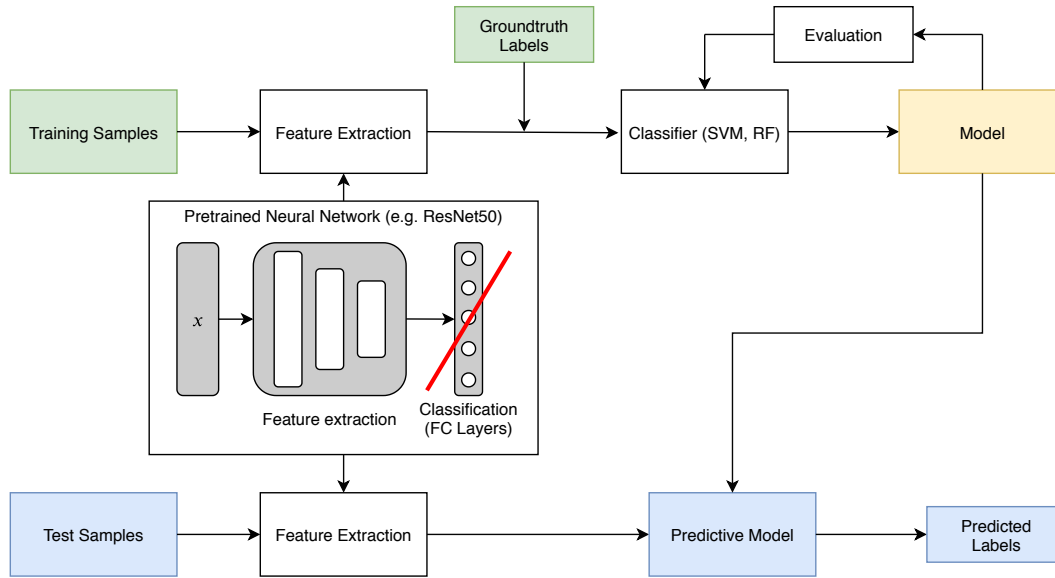 Groundtruth
Labels
Evaluation
Training Samples
Feature Extraction
Classifier (SVM, RF)
Model
Pretrained Neural Network (e.g. ResNet50)
x
Feature extraction
Classification
(FC Layers)
Test Samples
Feature Extraction
Predictive Model
Predicted
Labels